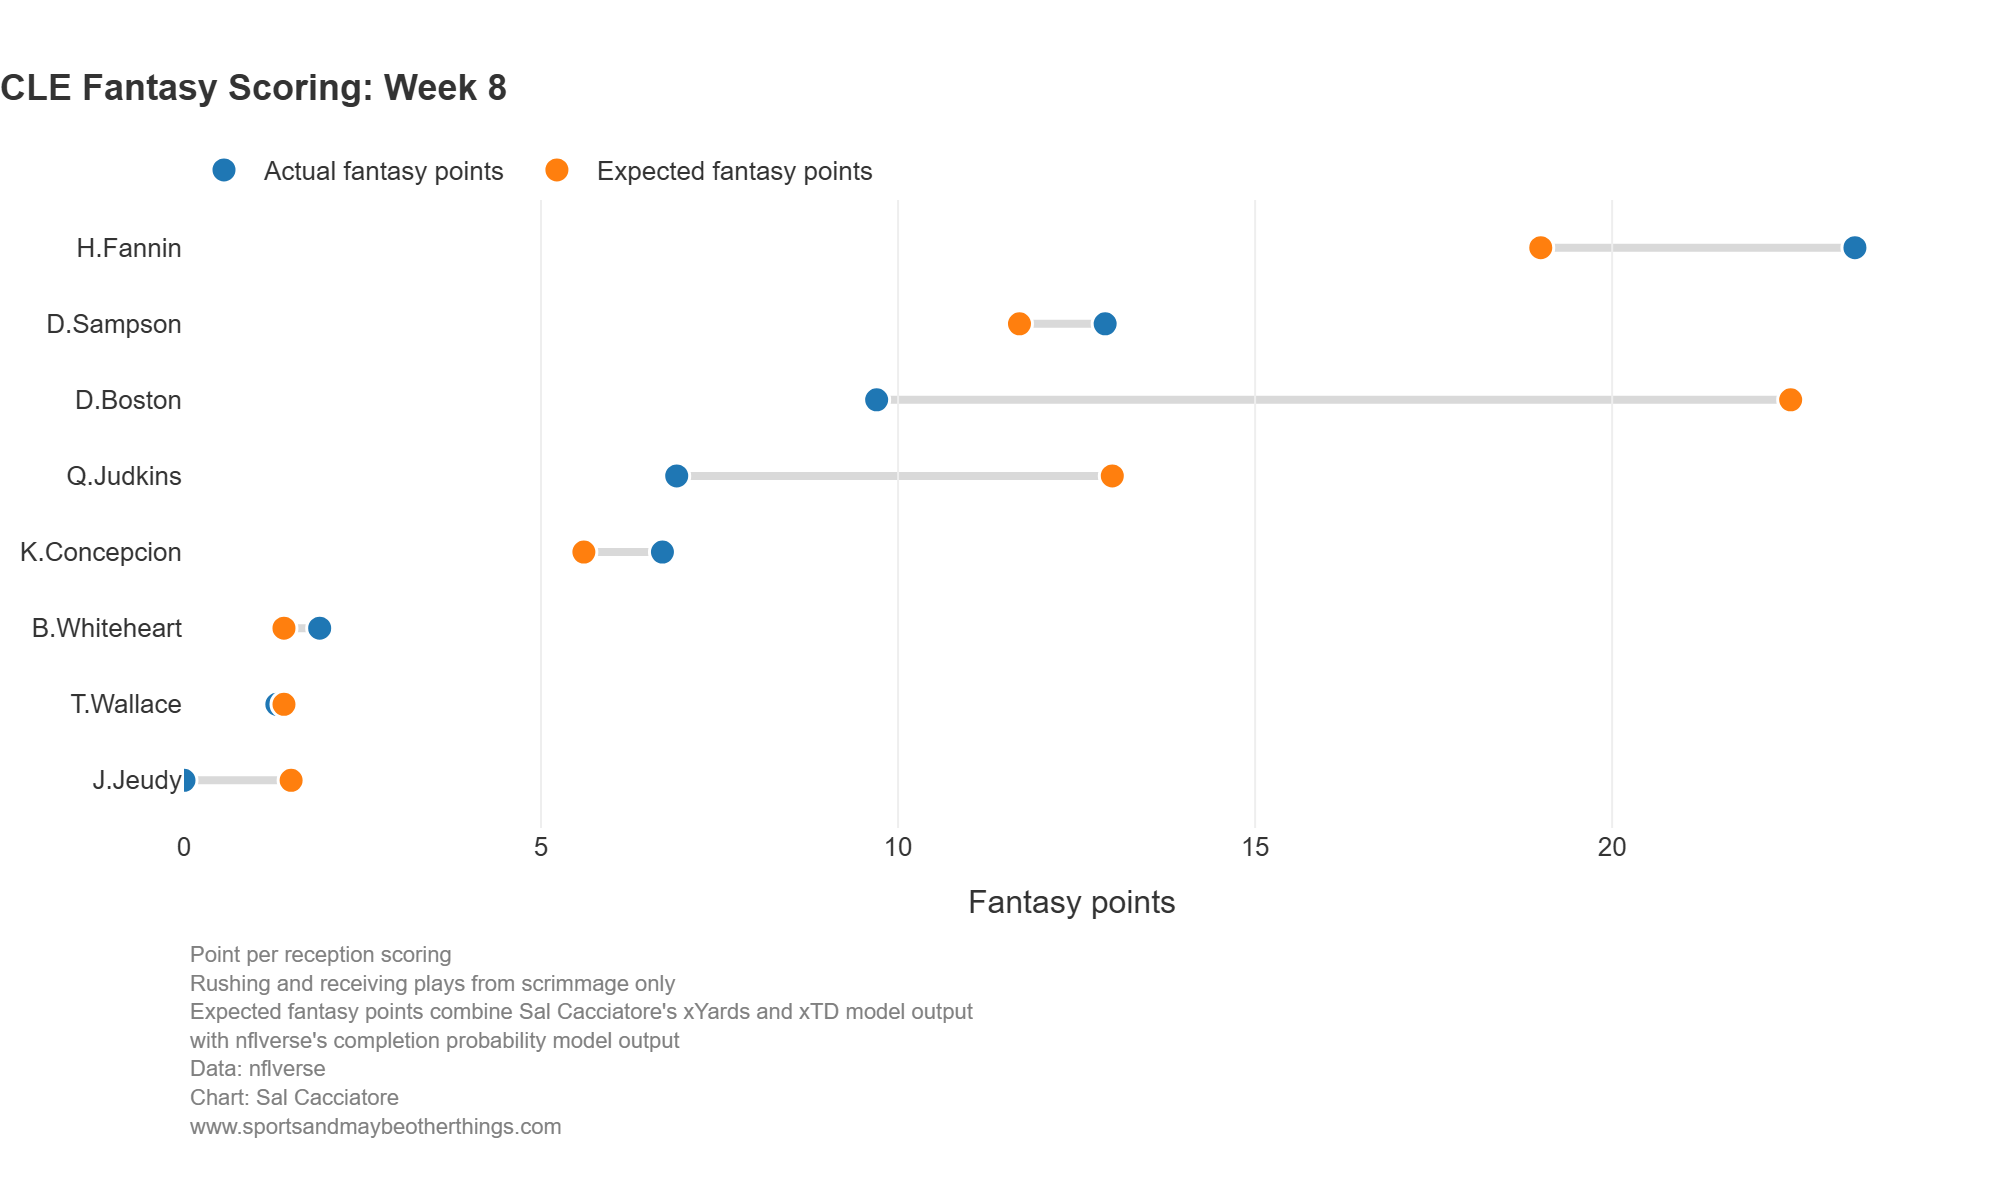 CLE Fantasy Scoring: Week 8
Actual fantasy points
Expected fantasy points
H.Fannin
D.Sampson
D.Boston
Q.Judkins
K.Concepcion
B.Whiteheart
T.Wallace
J.Jeudy
0 5 10 15 20
Fantasy points
Point per reception scoring
Rushing and receiving plays from scrimmage only
Expected fantasy points combine Sal Cacciatore's xYards and xTD model output
with nflverse's completion probability model output
Data: nflverse
Chart: Sal Cacciatore
www.sportsandmaybeotherthings.com